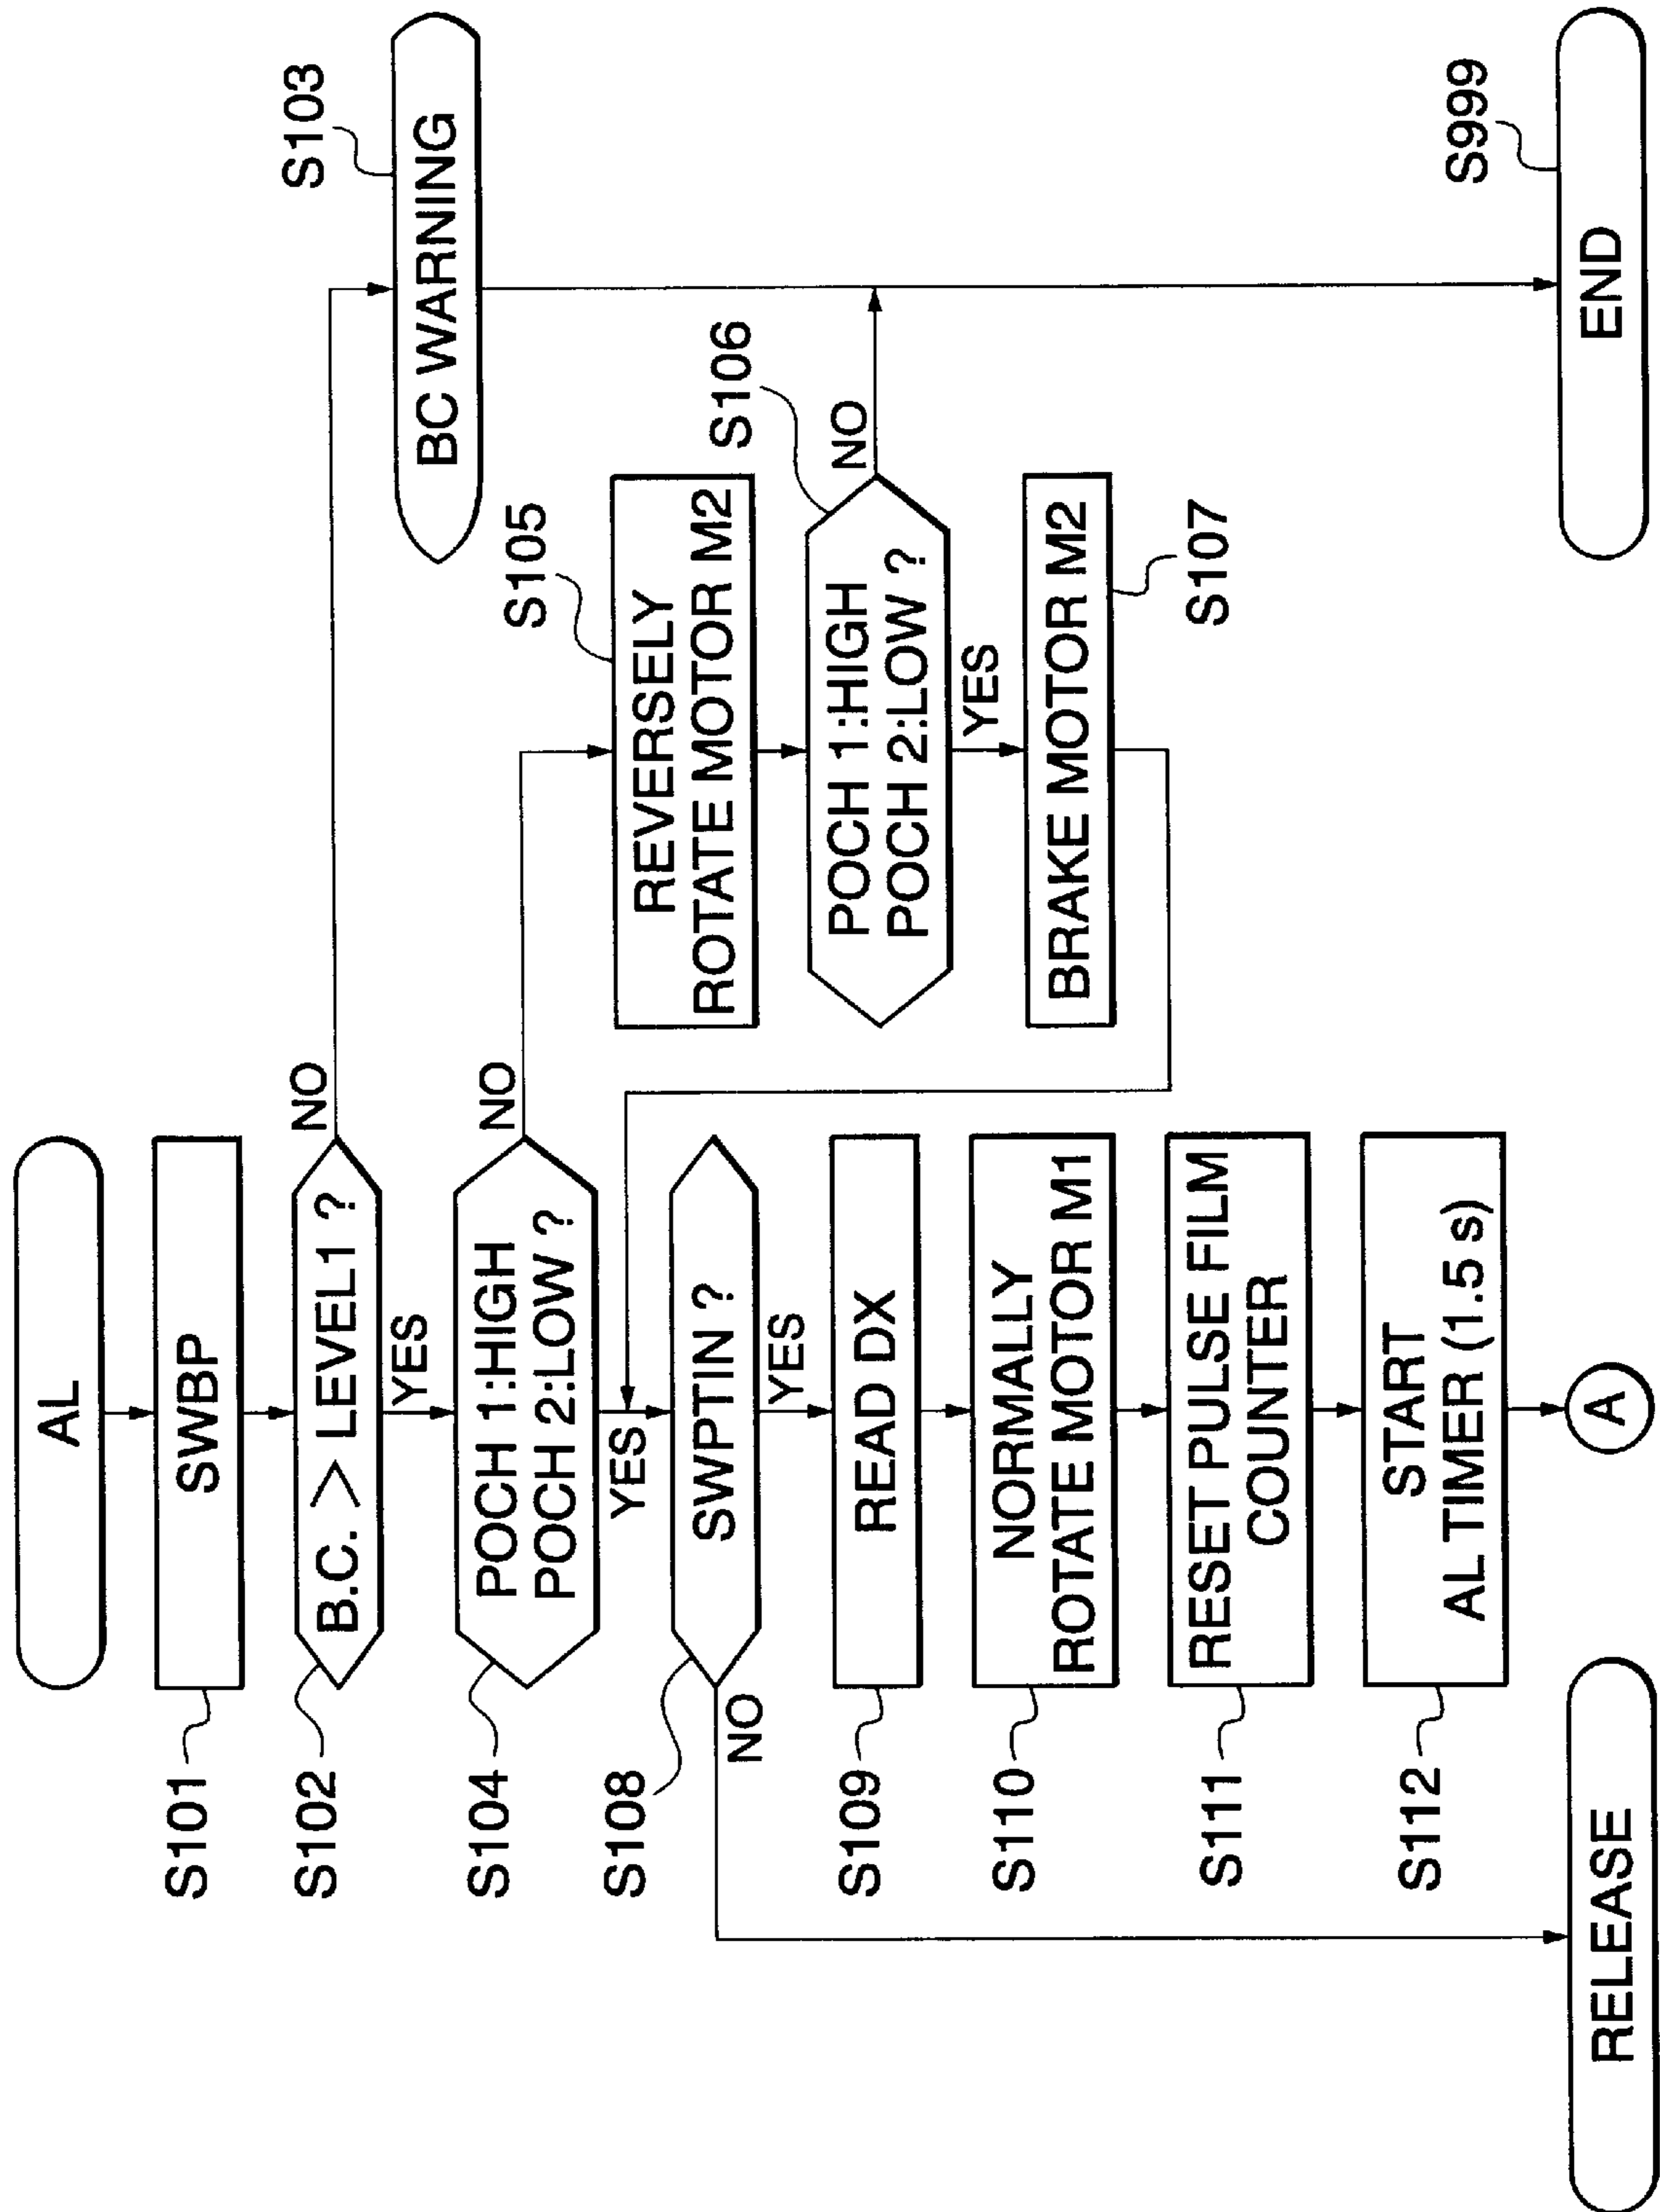 AL
S101
SWBP
S102
B.C. > LEVEL1 ?
NO
YES
S103
BC WARNING
S104
POCH 1:HIGH
POCH 2:LOW ?
NO
YES
S105
REVERSELY
ROTATE MOTOR M2
S106
POCH 1:HIGH
POCH 2:LOW ?
NO
YES
S107
BRAKE MOTOR M2
S108
SWPTIN ?
NO
YES
S109
READ DX
S110
NORMALLY
ROTATE MOTOR M1
S111
RESET PULSE FILM
COUNTER
S112
START
AL TIMER (1.5 s)
RELEASE
A
S999
END